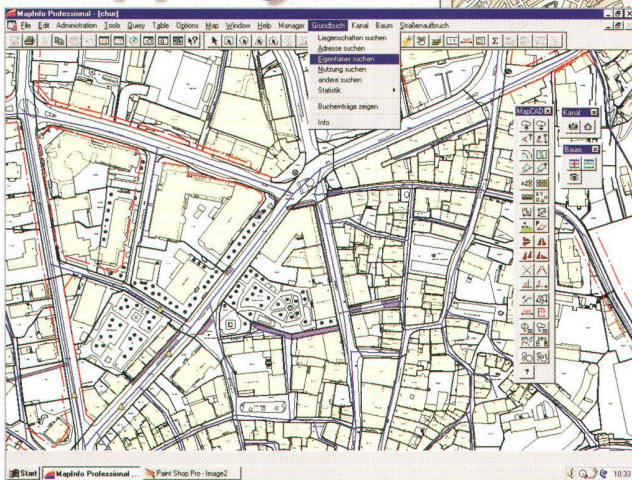 MapInfo Professional - [chur]
File Edit Administration Tools Query Table Options Map Window Help Manager Grundbuch Kanal Baum Straßenaufbruch
Liegenschaften suchen
Adresse suchen
Eigentümer suchen
Nutzung suchen
andere suchen
Statistik
Bucheinträge zeigen
Info
MapCAD
Kanal
Baum
Start MapInfo Professional ... Paint Shop Pro - Image2 10:33